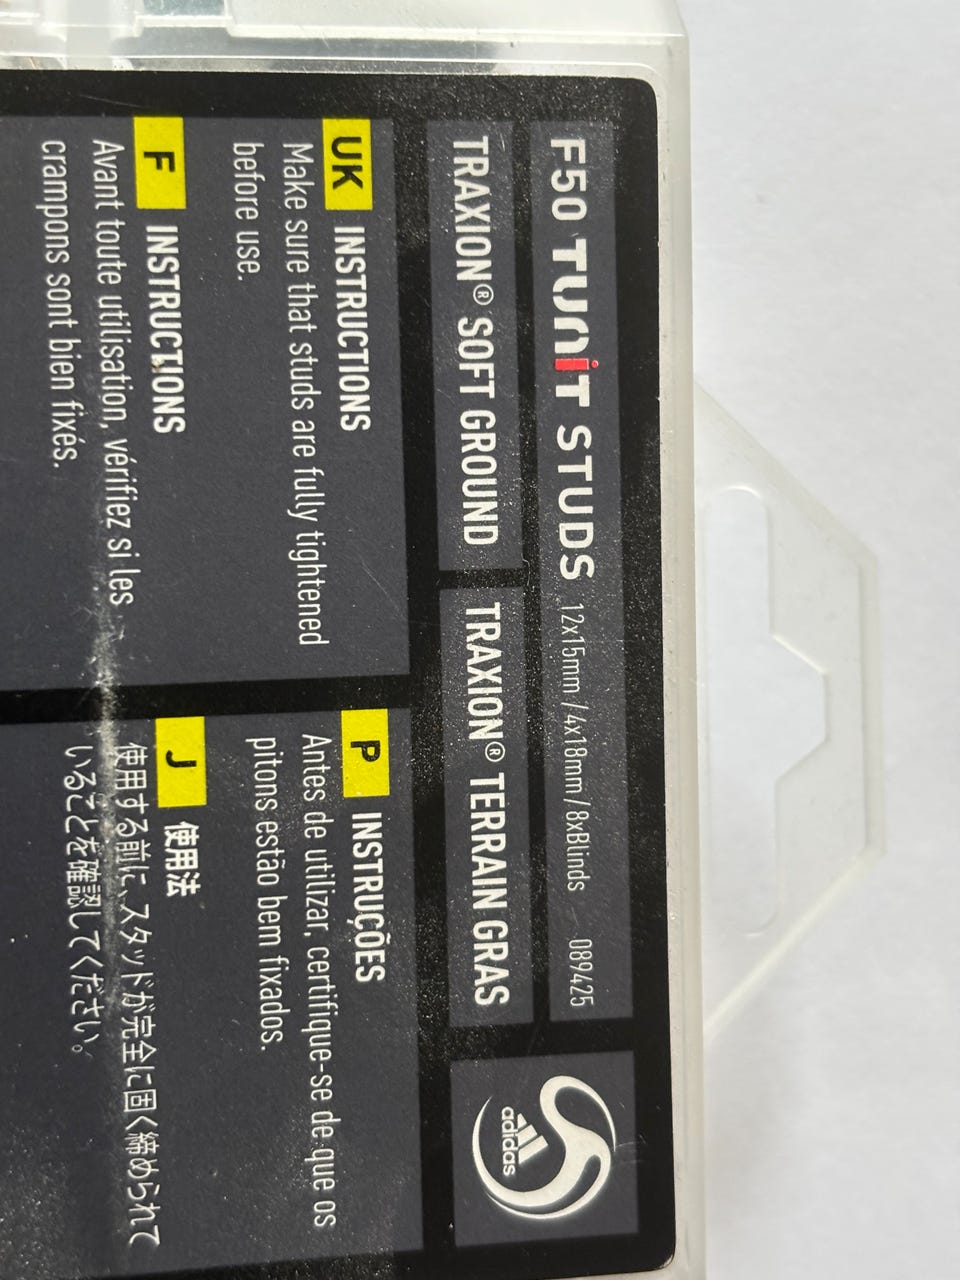 F50 TUNiT STUDS 12x15mm / 4x18mm / 8xBlinds 089425
TRAXION® SOFT GROUND
TRAXION® TERRAIN GRAS
adidas
UK INSTRUCTIONS
Make sure that studs are fully tightened
before use.
F INSTRUCTIONS
Avant toute utilisation, vérifiez si les
crampons sont bien fixés.
P INSTRUÇÕES
Antes de utilizar, certifique-se de que os
pitons estão bem fixados.
J 使用法
使用する前に、スタッドが完全に固く締められて
いることを確認してください。